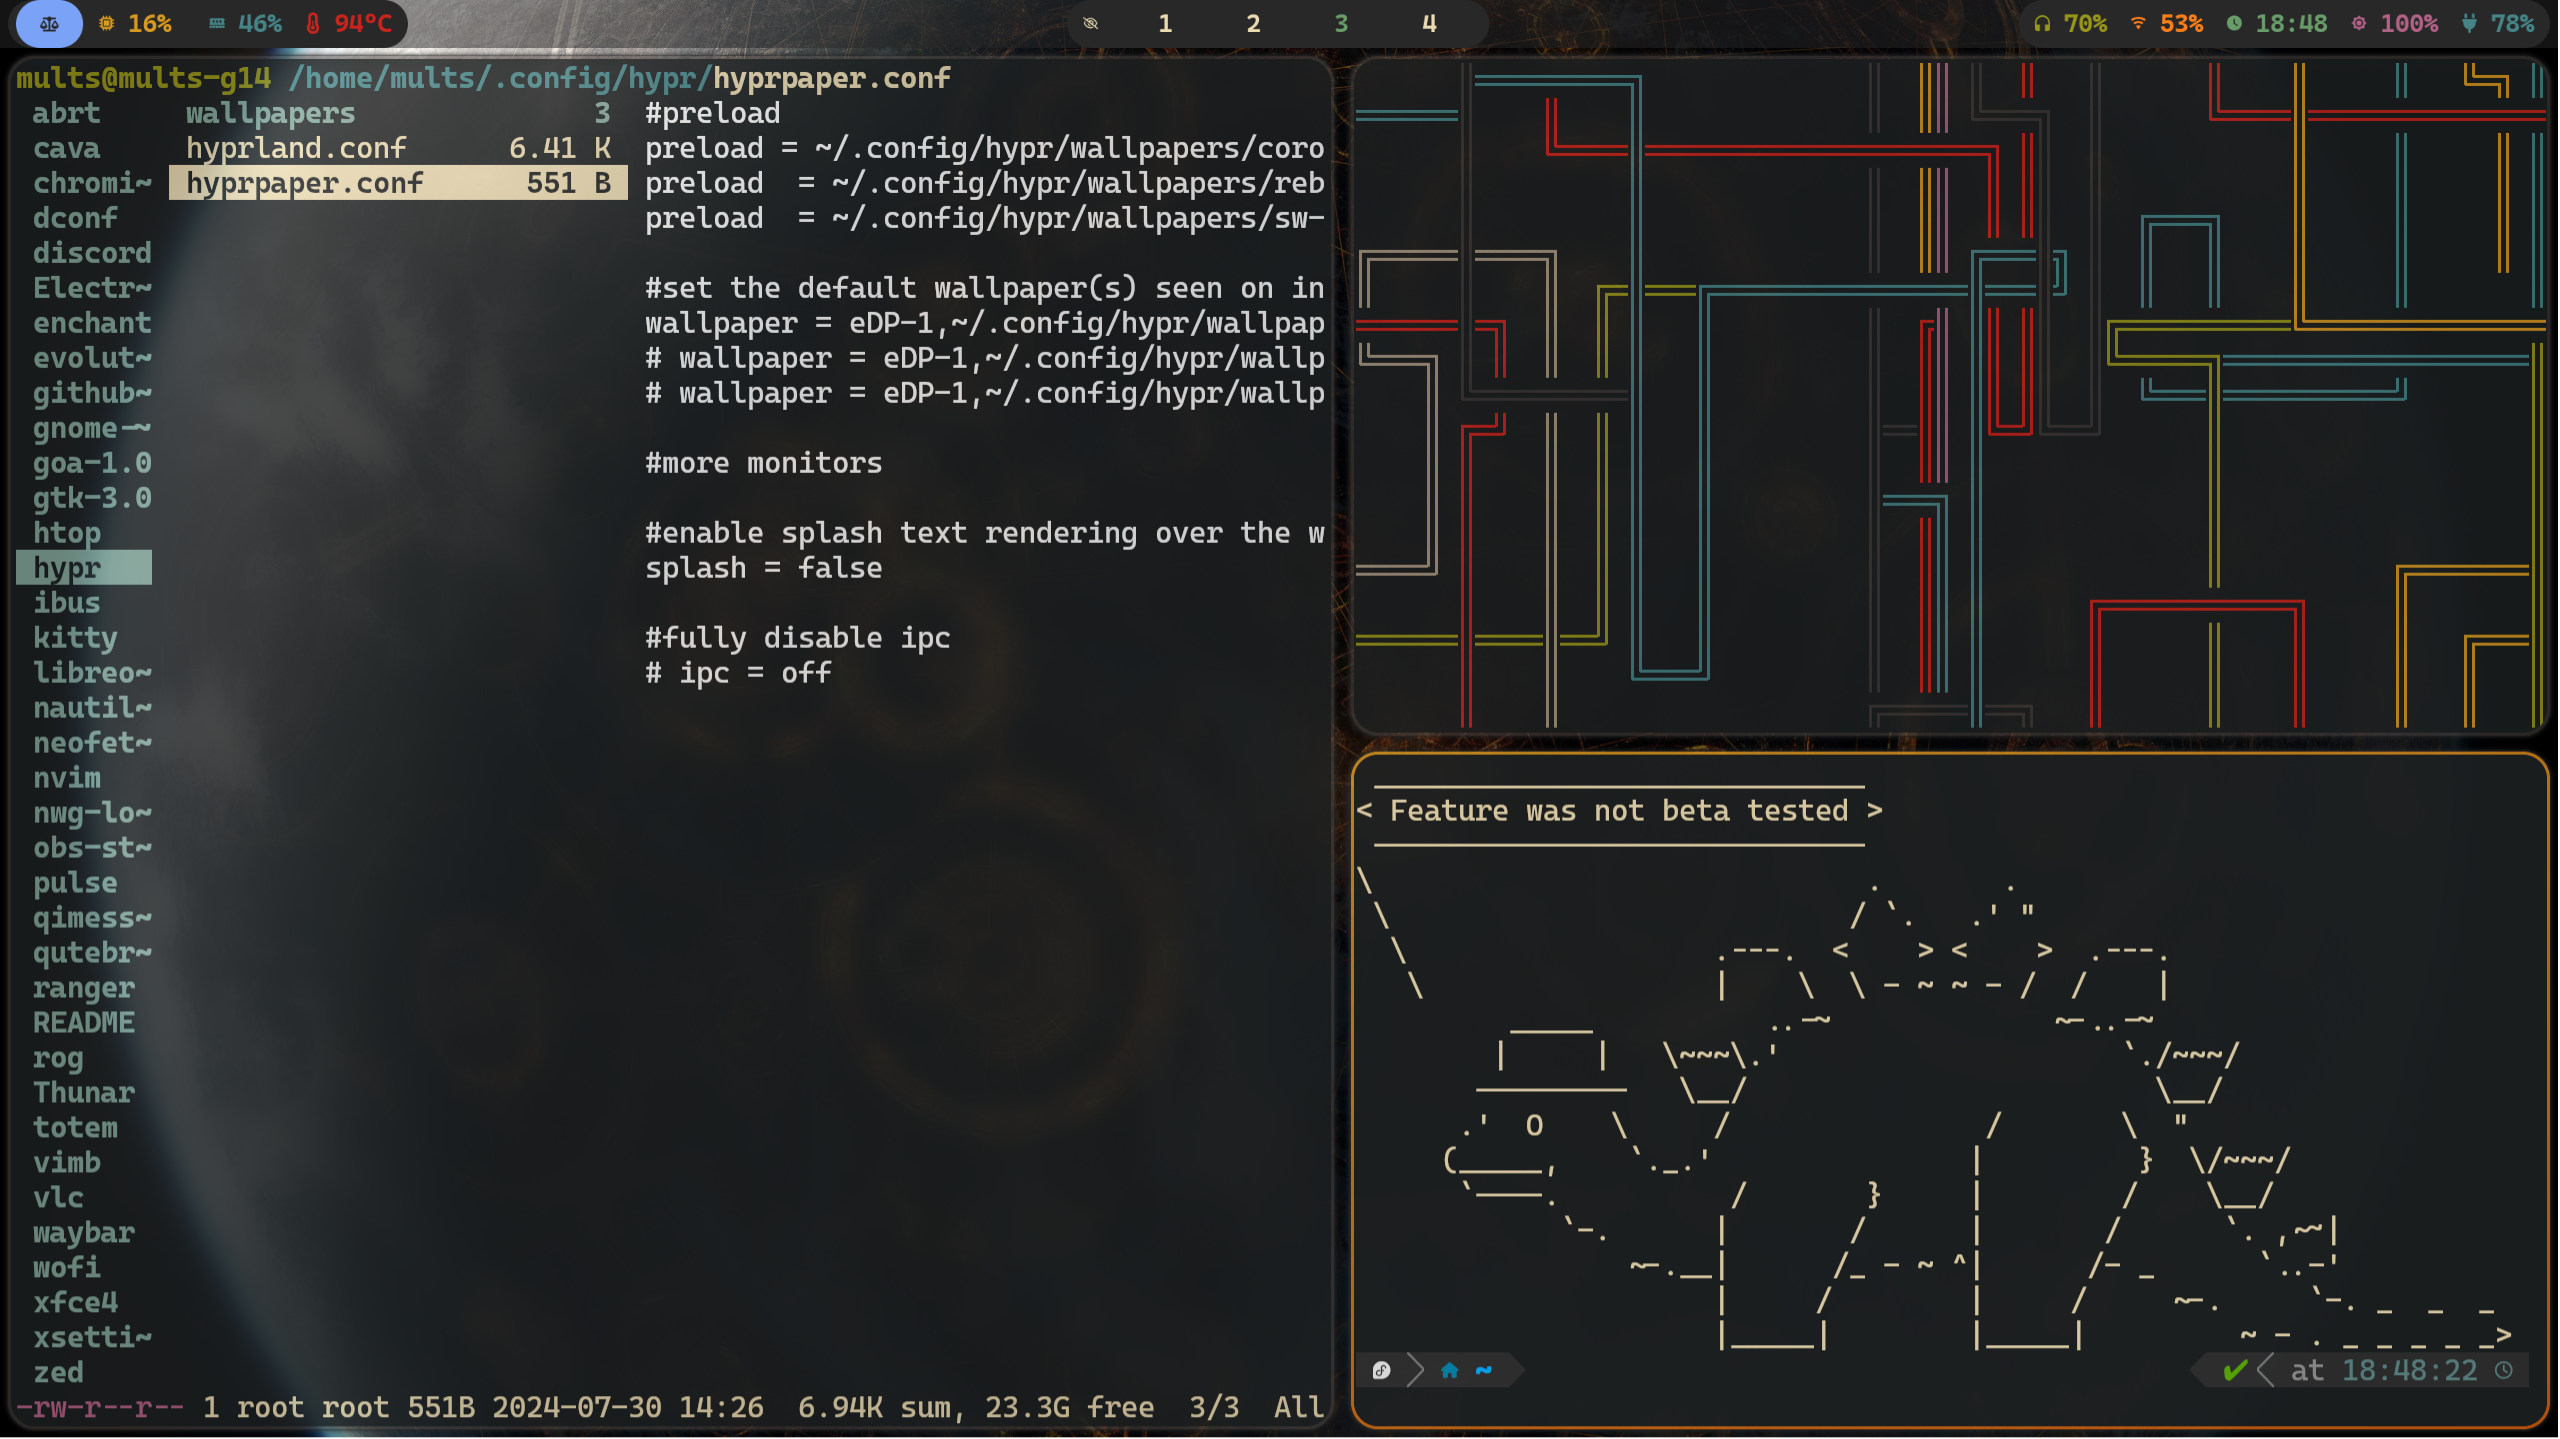 16% 46% 94°C 1 2 3 4 70% 53% 18:48 100% 78%
mults@mults-g14 /home/mults/.config/hypr/hyprpaper.conf
abrt
cava
chromi~
dconf
discord
Electr~
enchant
evolut~
github~
gnome-~
goa-1.0
gtk-3.0
htop
hypr
ibus
kitty
libreo~
nautil~
neofet~
nvim
nwg-lo~
obs-st~
pulse
qimess~
qutebr~
ranger
README
rog
Thunar
totem
vimb
vlc
waybar
wofi
xfce4
xsetti~
zed
wallpapers 3
hyprland.conf 6.41 K
hyprpaper.conf 551 B
#preload
preload = ~/.config/hypr/wallpapers/coro
preload  = ~/.config/hypr/wallpapers/reb
preload  = ~/.config/hypr/wallpapers/sw-
#set the default wallpaper(s) seen on in
wallpaper = eDP-1,~/.config/hypr/wallpap
# wallpaper = eDP-1,~/.config/hypr/wallp
# wallpaper = eDP-1,~/.config/hypr/wallp
#more monitors
#enable splash text rendering over the w
splash = false
#fully disable ipc
# ipc = off
-rw-r--r-- 1 root root 551B 2024-07-30 14:26  6.94K sum, 23.3G free  3/3  All
< Feature was not beta tested >
~ at 18:48:22